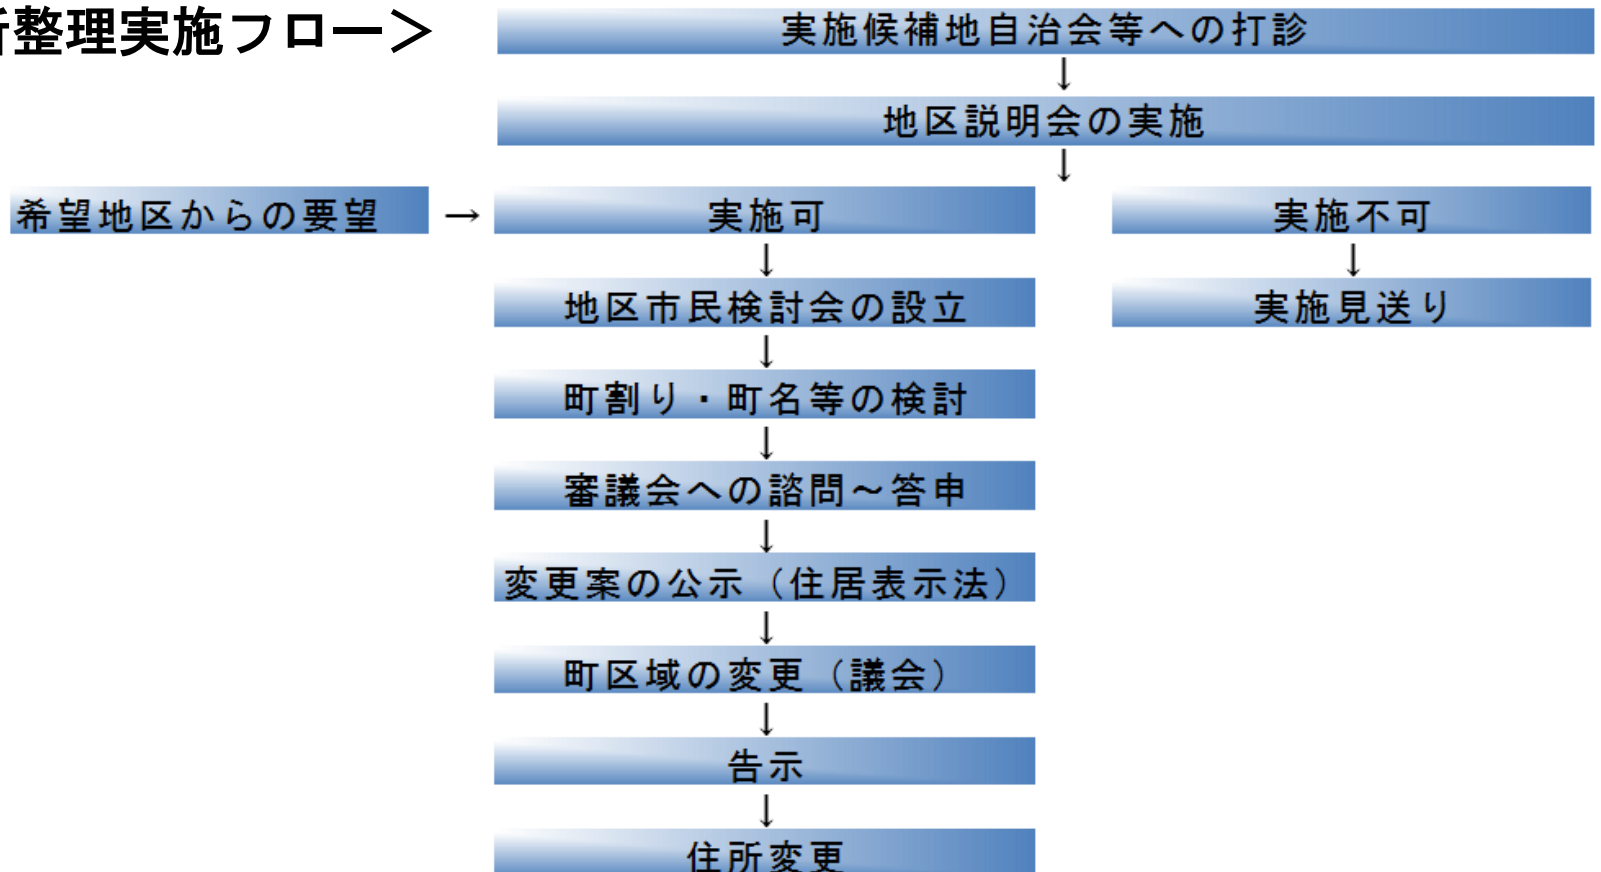 所整理実施フロー＞
実施候補地自治会等への打診
↓
地区説明会の実施
↓
希望地区からの要望 → 実施可 実施不可
↓ ↓
地区市民検討会の設立 実施見送り
↓
町割り・町名等の検討
↓
審議会への諮問～答申
↓
変更案の公示（住居表示法）
↓
町区域の変更（議会）
↓
告示
↓
住所変更